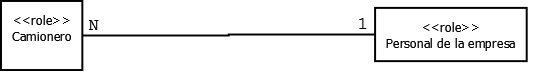 <<role>>
Camionero
N
1
<<role>>
Personal de la empresa